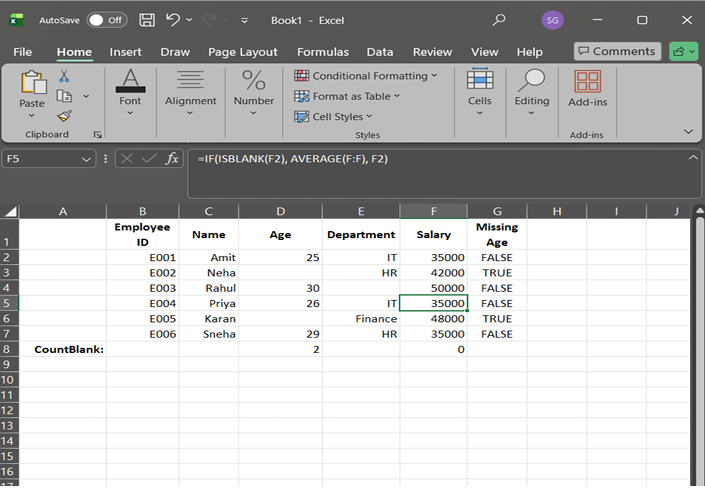 AutoSave Off Book1 - Excel SG
File Home Insert Draw Page Layout Formulas Data Review View Help Comments
Paste
Clipboard
Font
Alignment
%
Number
Conditional Formatting
Format as Table
Cell Styles
Styles
Cells
Editing
Add-ins
Add-ins
F5 fx =IF(ISBLANK(F2), AVERAGE(F:F), F2)
A B C D E F G H I J
1 Employee ID Name Age Department Salary Missing Age
2 E001 Amit 25 IT 35000 FALSE
3 E002 Neha HR 42000 TRUE
4 E003 Rahul 30 50000 FALSE
5 E004 Priya 26 IT 35000 FALSE
6 E005 Karan Finance 48000 TRUE
7 E006 Sneha 29 HR 35000 FALSE
8 CountBlank: 2 0
9
10
11
12
13
14
15
16
17